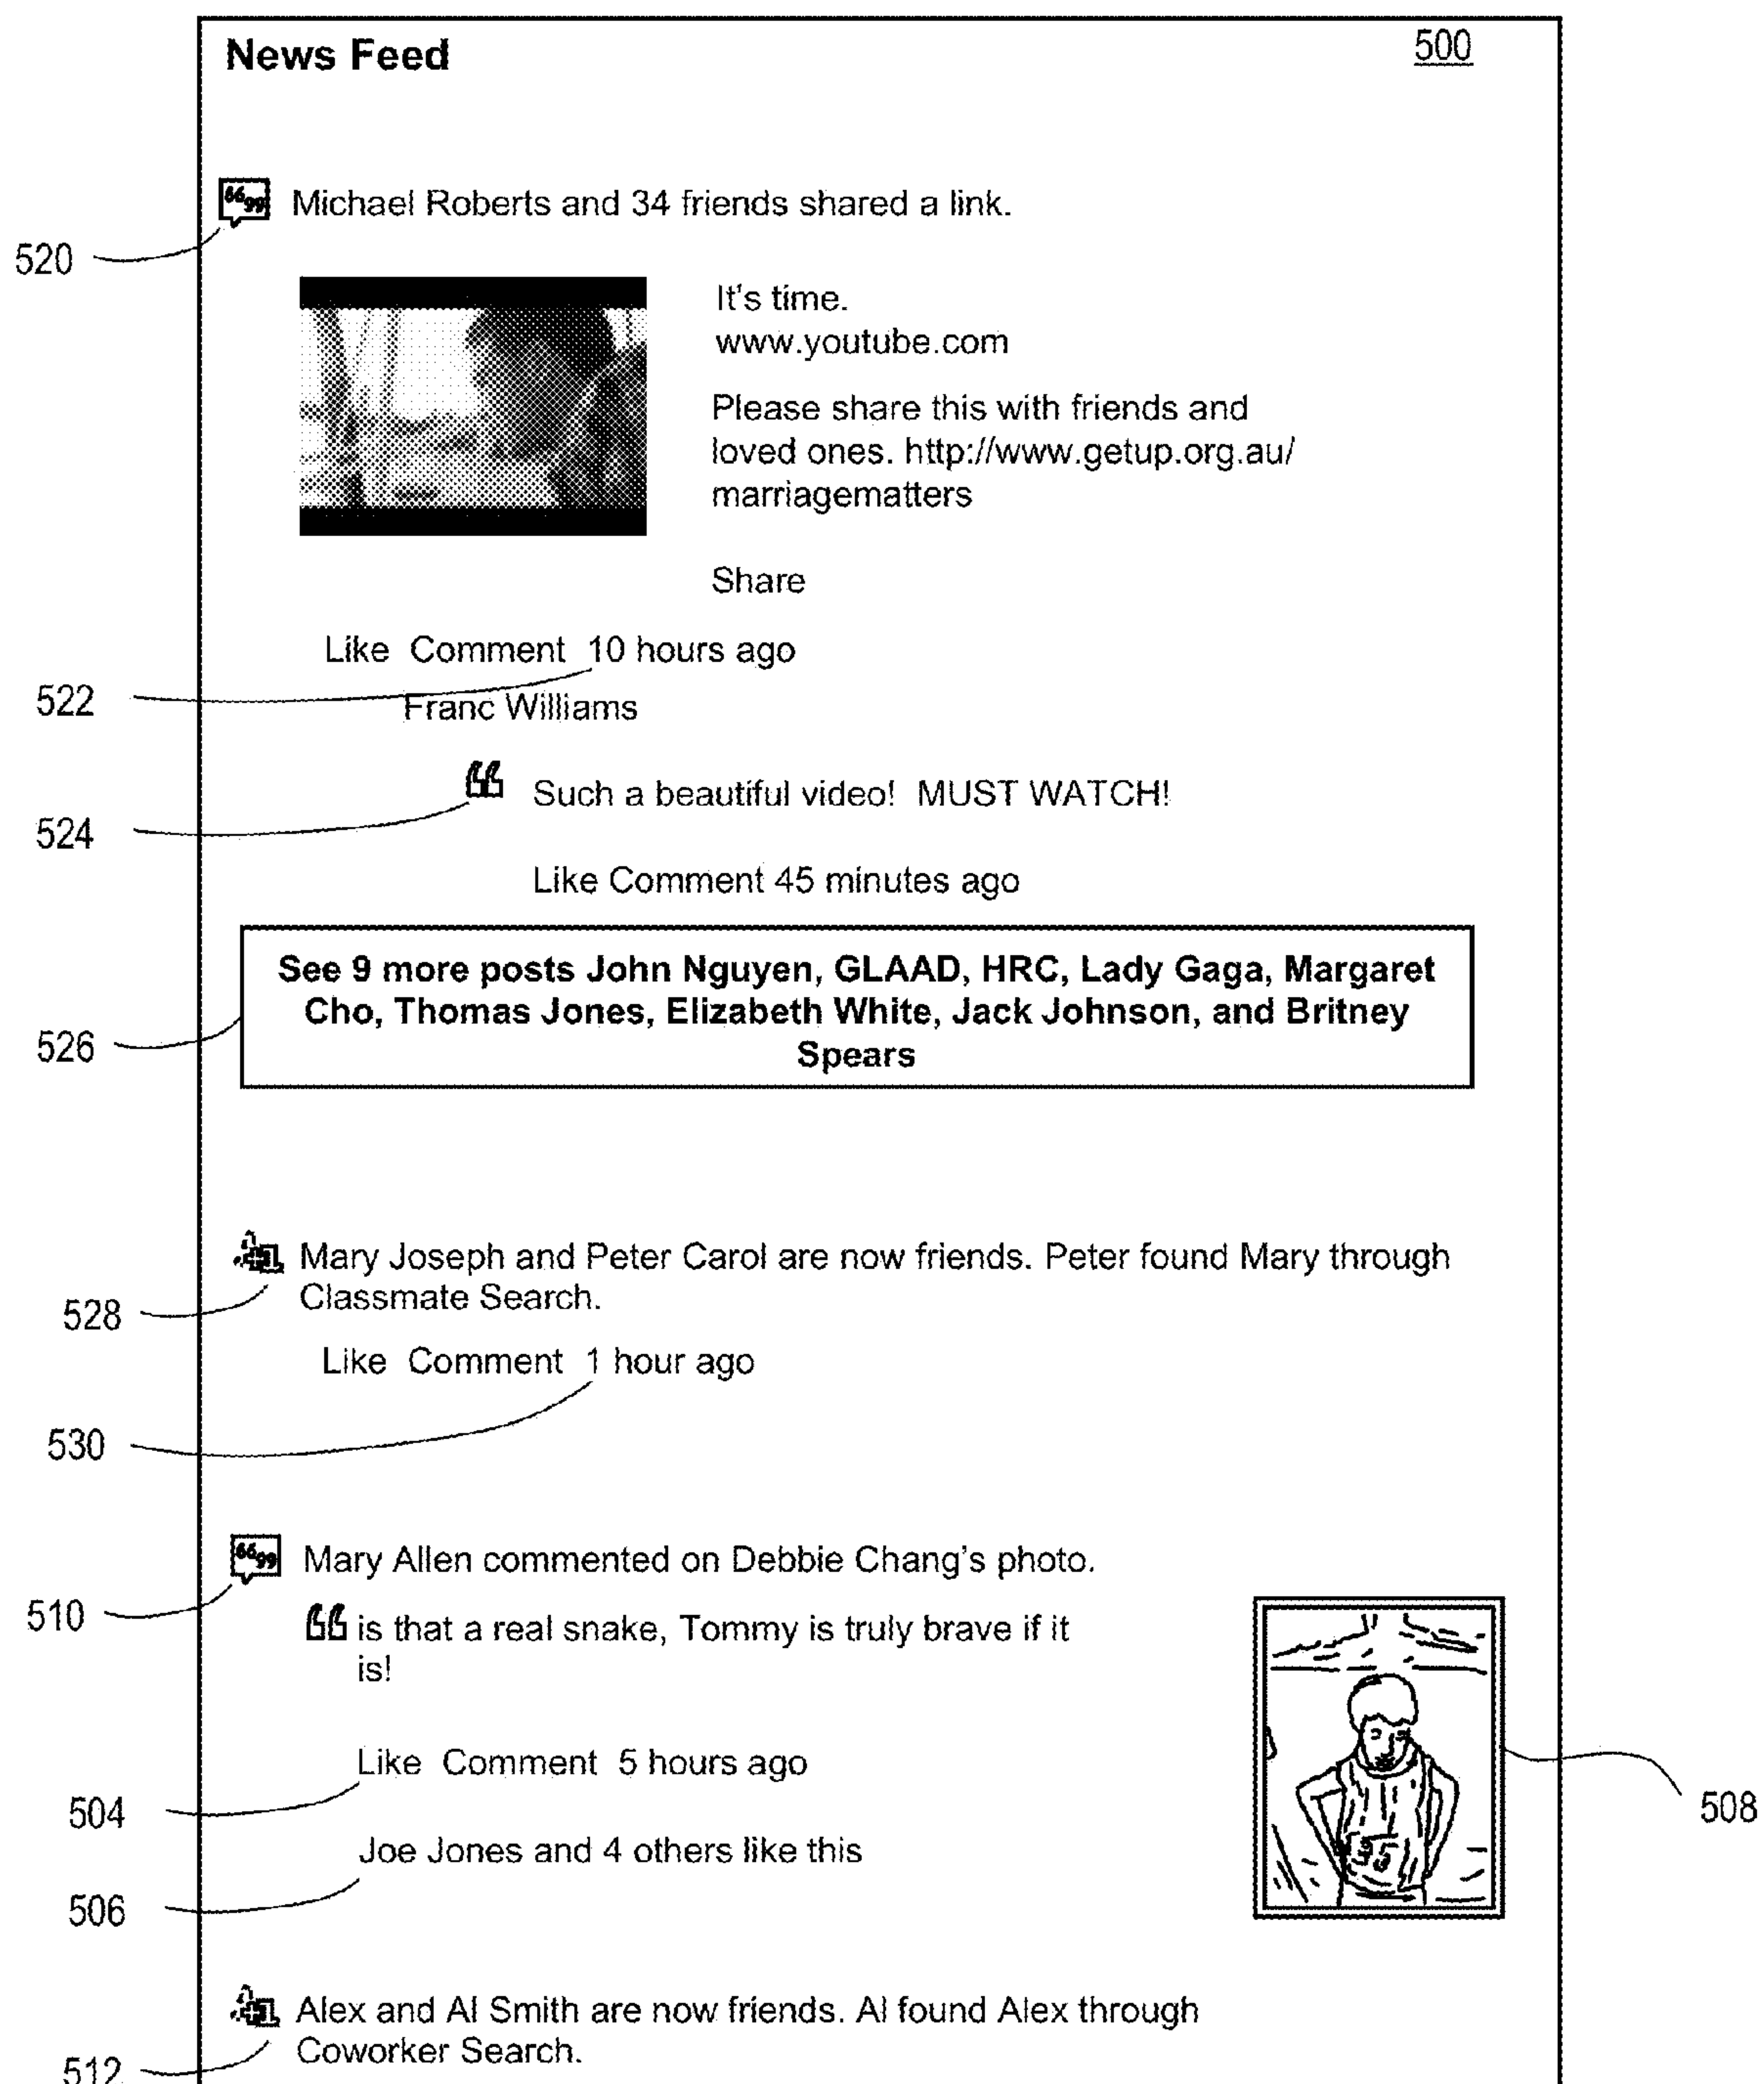 News Feed 500
Michael Roberts and 34 friends shared a link.
520
It's time.
www.youtube.com
Please share this with friends and
loved ones. http://www.getup.org.au/
marriagematters
Share
Like Comment 10 hours ago
522
Franc Williams
“ Such a beautiful video! MUST WATCH!
524
Like Comment 45 minutes ago
See 9 more posts John Nguyen, GLAAD, HRC, Lady Gaga, Margaret
Cho, Thomas Jones, Elizabeth White, Jack Johnson, and Britney
Spears
526
Mary Joseph and Peter Carol are now friends. Peter found Mary through
Classmate Search.
528
Like Comment 1 hour ago
530
Mary Allen commented on Debbie Chang's photo.
510
“ is that a real snake, Tommy is truly brave if it
is!
Like Comment 5 hours ago
504
508
Joe Jones and 4 others like this
506
Alex and Al Smith are now friends. Al found Alex through
Coworker Search.
512